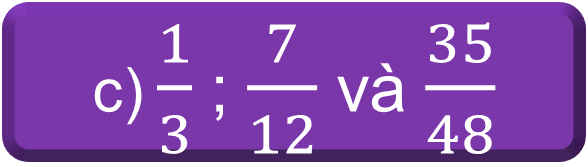 c) 1/3 ; 7/12 và 35/48